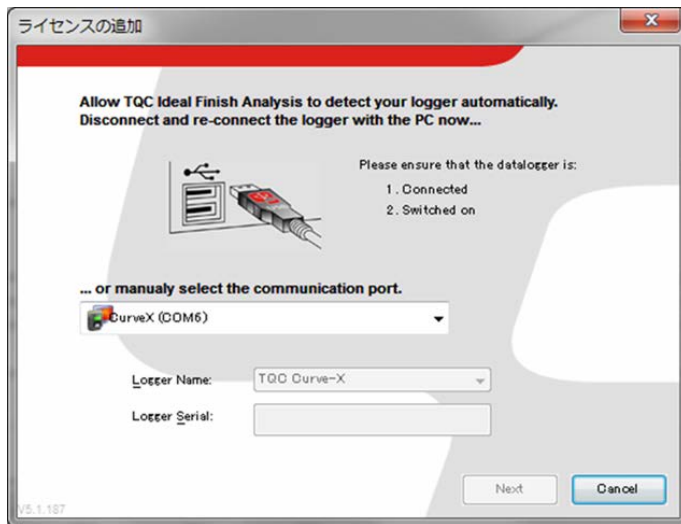 ライセンスの追加
Allow TQC Ideal Finish Analysis to detect your logger automatically.
Disconnect and re-connect the logger with the PC now...
Please ensure that the datalogger is:
1. Connected
2. Switched on
... or manualy select the communication port.
CurveX (COM6)
Logger Name:
TQC Curve-X
Logger Serial:
Next
Cancel
V5.1.187